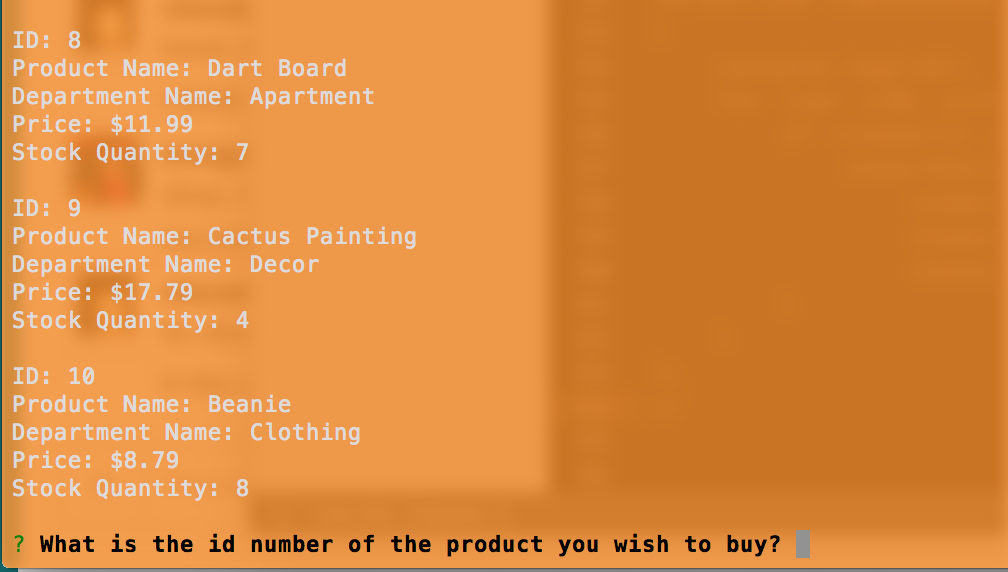 ID: 8
Product Name: Dart Board
Department Name: Apartment
Price: $11.99
Stock Quantity: 7
ID: 9
Product Name: Cactus Painting
Department Name: Decor
Price: $17.79
Stock Quantity: 4
ID: 10
Product Name: Beanie
Department Name: Clothing
Price: $8.79
Stock Quantity: 8
? What is the id number of the product you wish to buy?